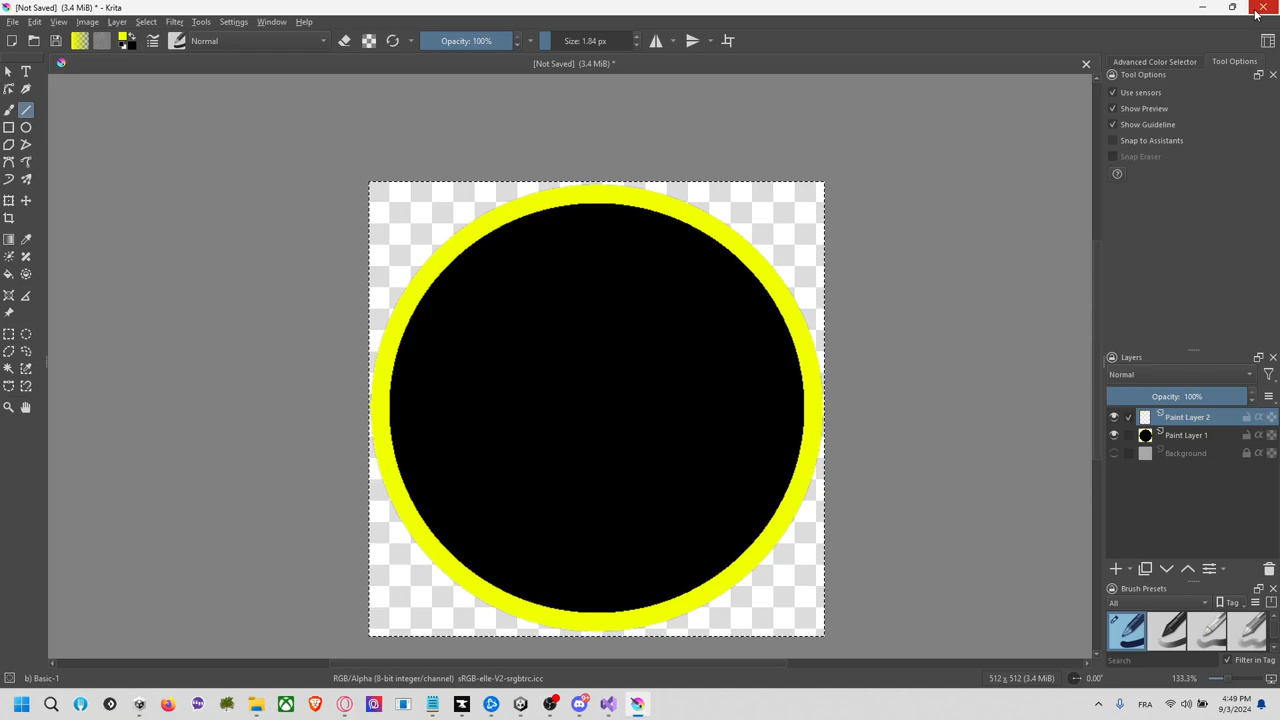 [Not Saved] (3.4 MiB) * - Krita
File Edit View Image Layer Select Filter Tools Settings Window Help
Normal Opacity: 100% Size: 1.84 px
[Not Saved] (3.4 MiB) *
Advanced Color Selector Tool Options
Tool Options
Use sensors
Show Preview
Show Guideline
Snap to Assistants
Snap Eraser
Layers
Normal
Opacity: 100%
Paint Layer 2
Paint Layer 1
Background
Brush Presets
All Tag
Search Filter in Tag
b) Basic-1 RGB/Alpha (8-bit integer/channel) sRGB-elle-V2-srgbtrc.icc 512 x 512 (3.4 MiB) 0.00° 133.3%
FRA 4:49 PM
9/3/2024